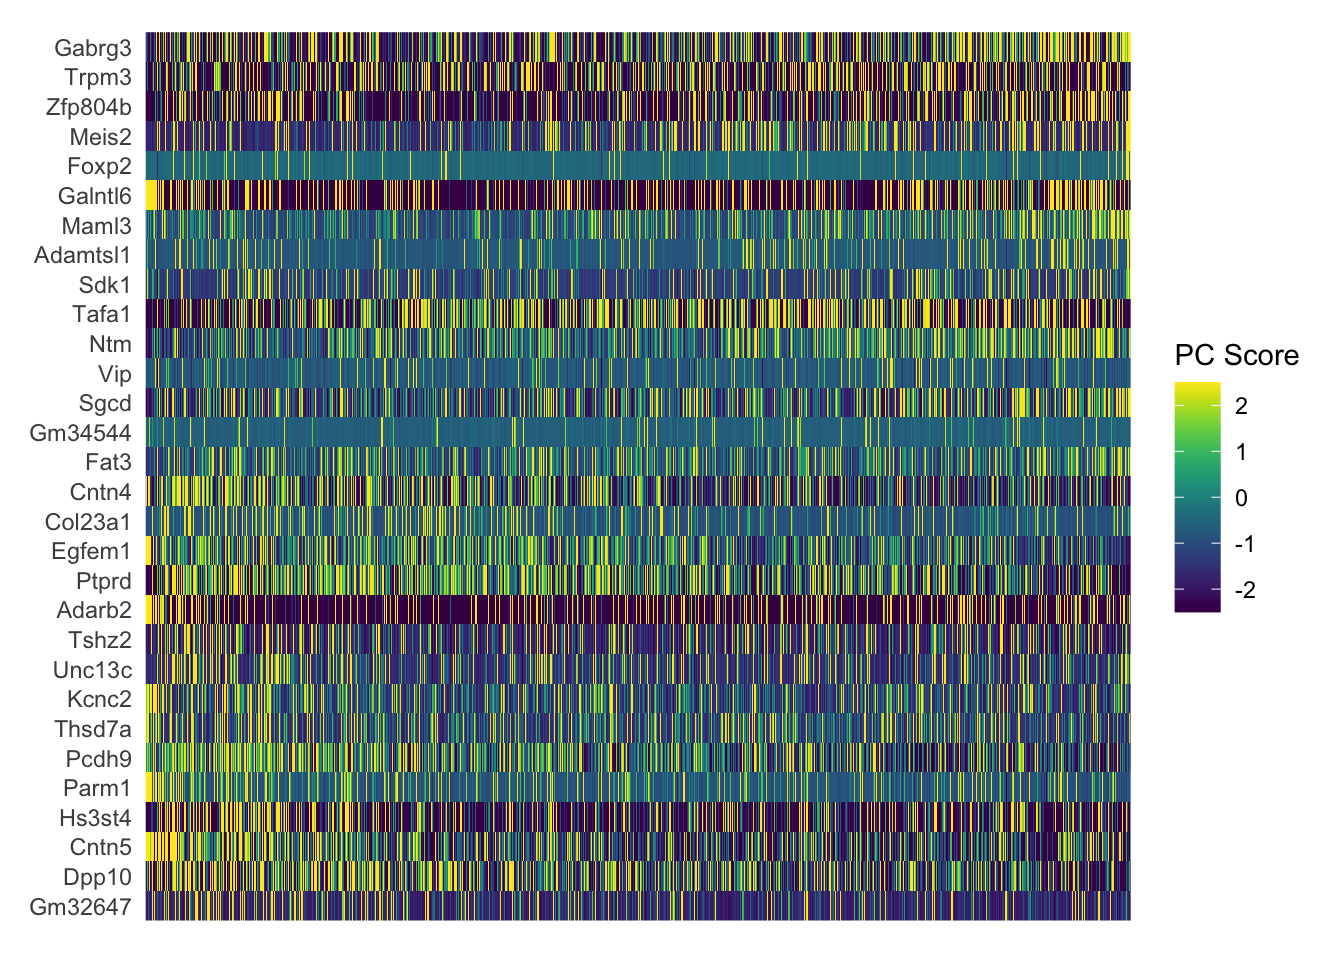 Gabrg3
Trpm3
Zfp804b
Meis2
Foxp2
Galntl6
Maml3
Adamtsl1
Sdk1
Tafa1
Ntm
Vip
Sgcd
Gm34544
Fat3
Cntn4
Col23a1
Egfem1
Ptprd
Adarb2
Tshz2
Unc13c
Kcnc2
Thsd7a
Pcdh9
Parm1
Hs3st4
Cntn5
Dpp10
Gm32647
PC Score
2
1
0
-1
-2